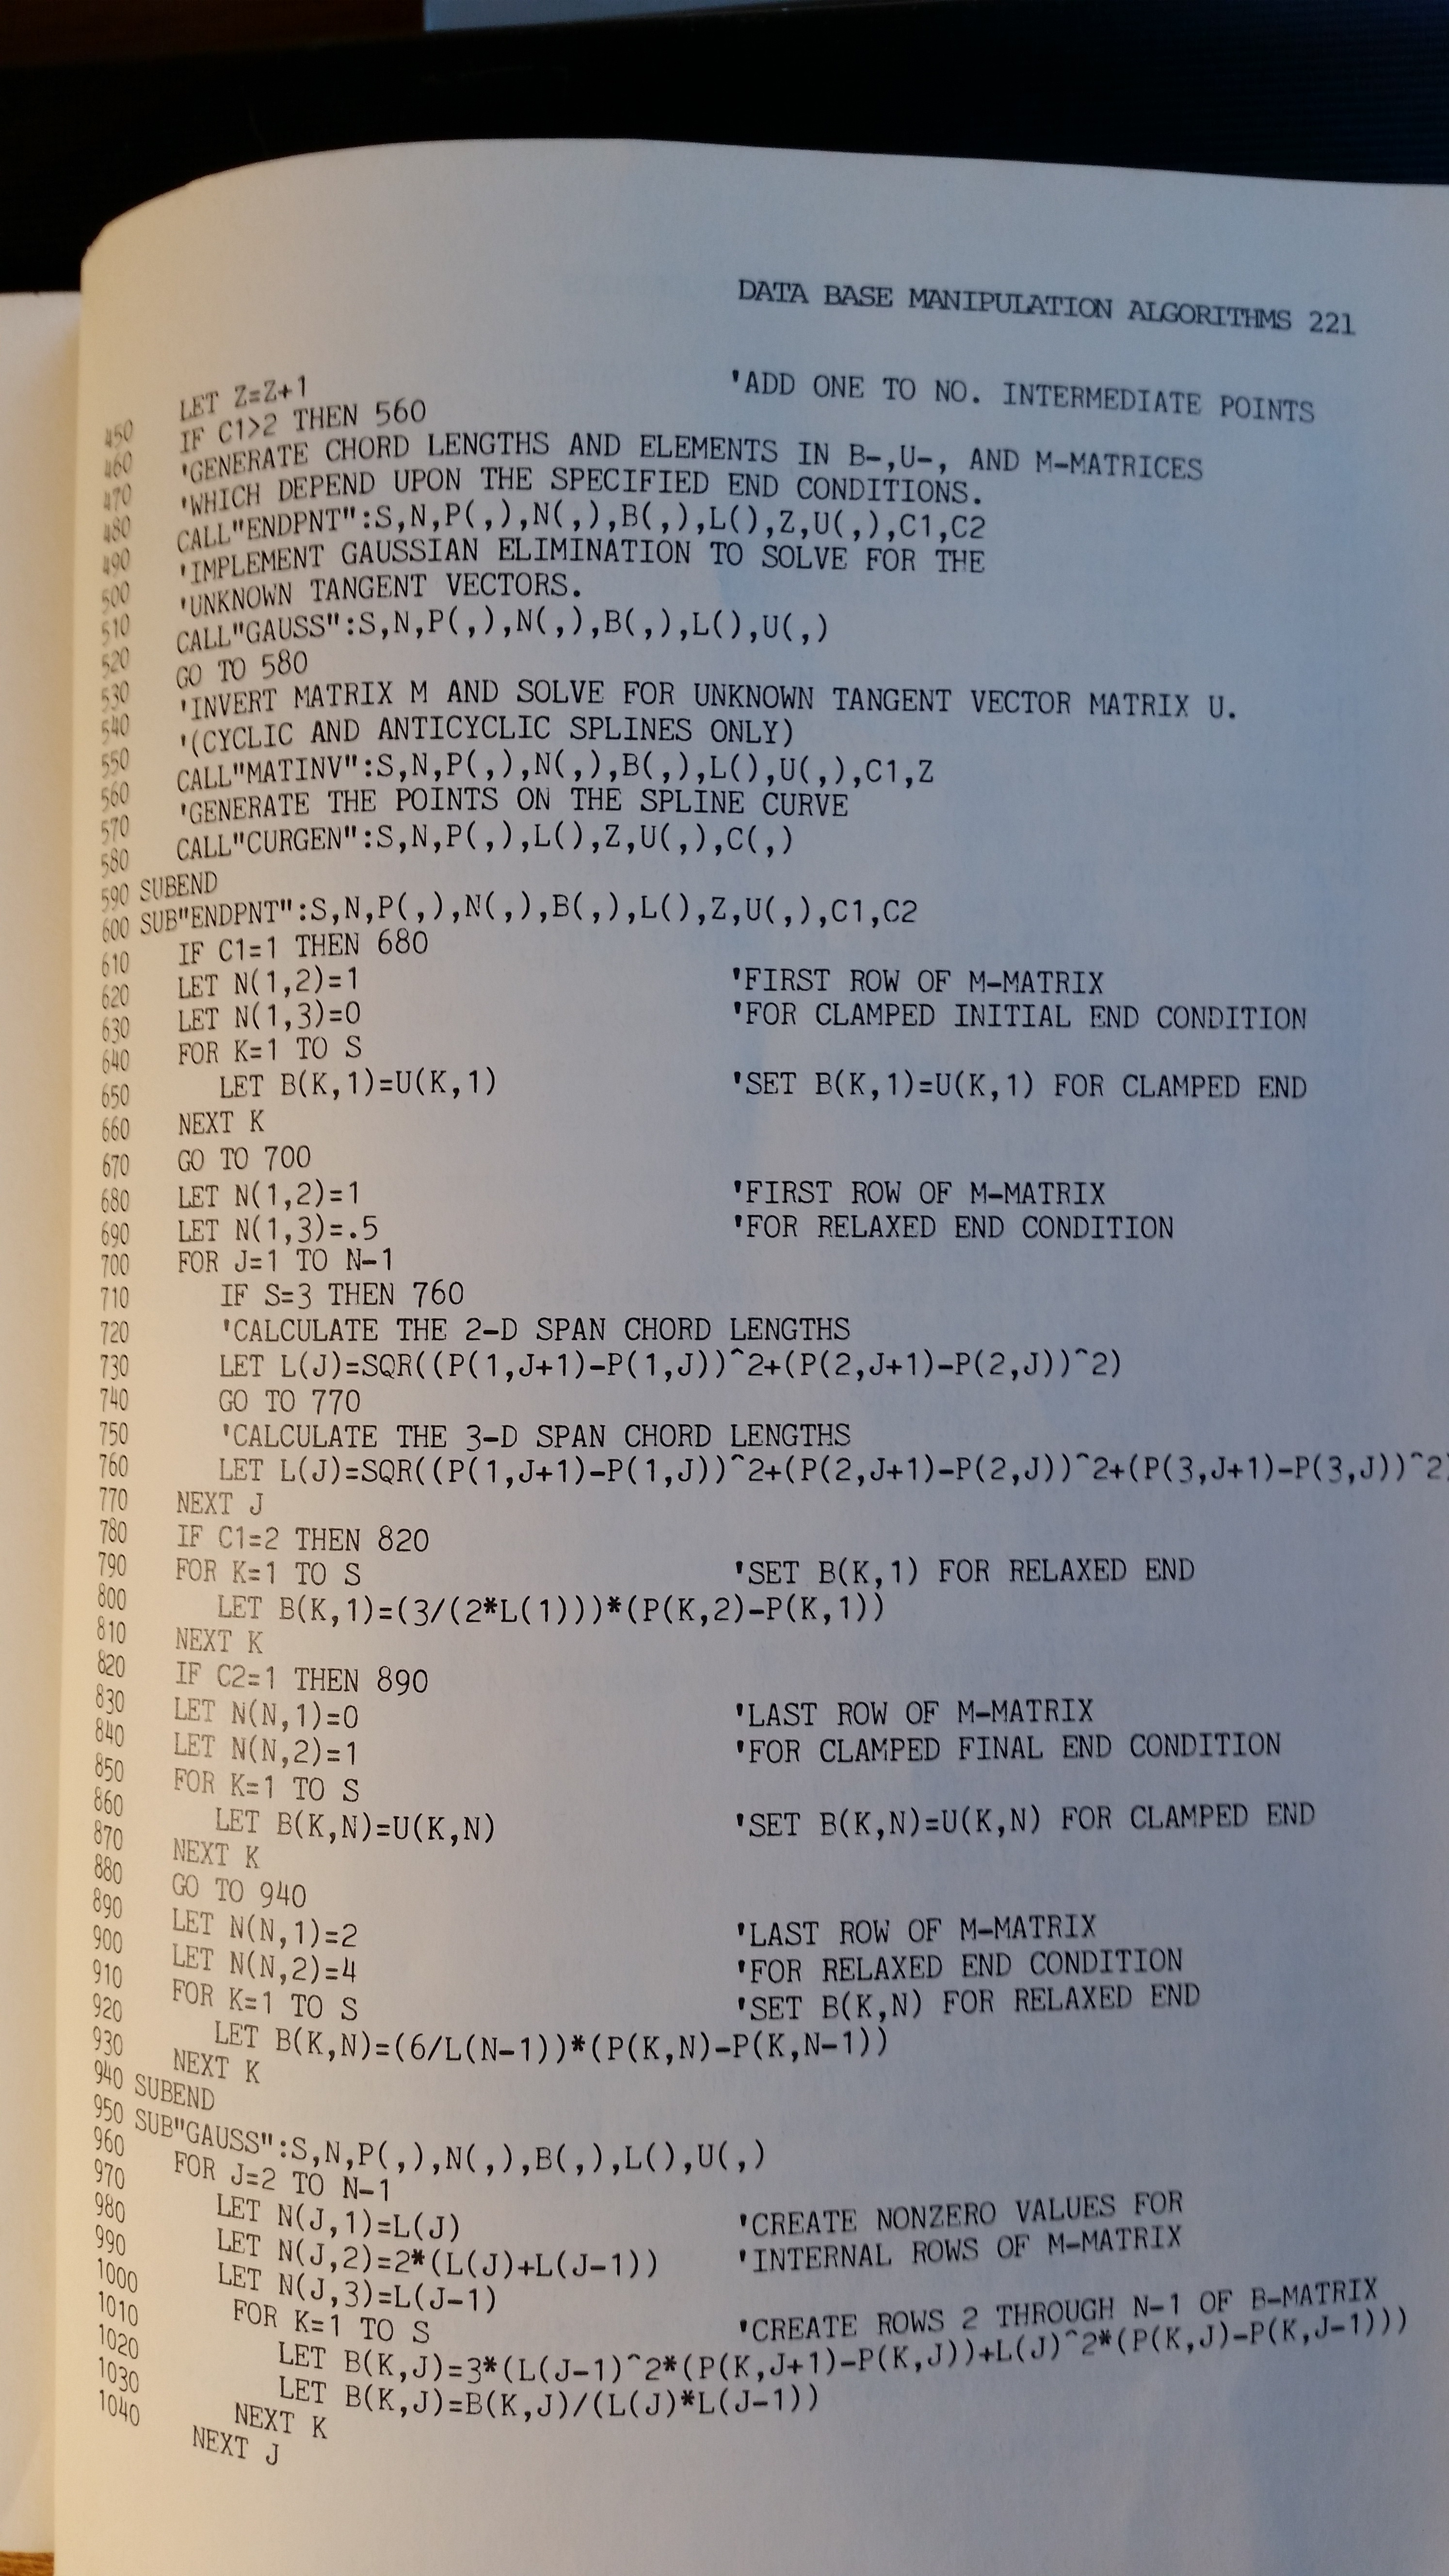 DATA BASE MANIPULATION ALGORITHMS 221
450 LET Z=Z+1 'ADD ONE TO NO. INTERMEDIATE POINTS
460 IF C1>2 THEN 560
470 'GENERATE CHORD LENGTHS AND ELEMENTS IN B-,U-, AND M-MATRICES
480 'WHICH DEPEND UPON THE SPECIFIED END CONDITIONS.
490 CALL"ENDPNT":S,N,P(,),N(,),B(,),L(),Z,U(,),C1,C2
500 'IMPLEMENT GAUSSIAN ELIMINATION TO SOLVE FOR THE
510 'UNKNOWN TANGENT VECTORS.
520 CALL"GAUSS":S,N,P(,),N(,),B(,),L(),U(,)
530 GO TO 580
540 'INVERT MATRIX M AND SOLVE FOR UNKNOWN TANGENT VECTOR MATRIX U.
550 '(CYCLIC AND ANTICYCLIC SPLINES ONLY)
560 CALL"MATINV":S,N,P(,),N(,),B(,),L(),U(,),C1,Z
570 'GENERATE THE POINTS ON THE SPLINE CURVE
580 CALL"CURGEN":S,N,P(,),L(),Z,U(,),C(,)
590 SUBEND
600 SUB"ENDPNT":S,N,P(,),N(,),B(,),L(),Z,U(,),C1,C2
610 IF C1=1 THEN 680
620 LET N(1,2)=1 'FIRST ROW OF M-MATRIX
630 LET N(1,3)=0 'FOR CLAMPED INITIAL END CONDITION
640 FOR K=1 TO S
650 LET B(K,1)=U(K,1) 'SET B(K,1)=U(K,1) FOR CLAMPED END
660 NEXT K
670 GO TO 700
680 LET N(1,2)=1 'FIRST ROW OF M-MATRIX
690 LET N(1,3)=.5 'FOR RELAXED END CONDITION
700 FOR J=1 TO N-1
710 IF S=3 THEN 760
720 'CALCULATE THE 2-D SPAN CHORD LENGTHS
730 LET L(J)=SQR((P(1,J+1)-P(1,J))^2+(P(2,J+1)-P(2,J))^2)
740 GO TO 770
750 'CALCULATE THE 3-D SPAN CHORD LENGTHS
760 LET L(J)=SQR((P(1,J+1)-P(1,J))^2+(P(2,J+1)-P(2,J))^2+(P(3,J+1)-P(3,J))^2)
770 NEXT J
780 IF C1=2 THEN 820
790 FOR K=1 TO S 'SET B(K,1) FOR RELAXED END
800 LET B(K,1)=(3/(2*L(1)))*(P(K,2)-P(K,1))
810 NEXT K
820 IF C2=1 THEN 890
830 LET N(N,1)=0 'LAST ROW OF M-MATRIX
840 LET N(N,2)=1 'FOR CLAMPED FINAL END CONDITION
850 FOR K=1 TO S
860 LET B(K,N)=U(K,N) 'SET B(K,N)=U(K,N) FOR CLAMPED END
870 NEXT K
880 GO TO 940
890 LET N(N,1)=2 'LAST ROW OF M-MATRIX
900 LET N(N,2)=4 'FOR RELAXED END CONDITION
910 FOR K=1 TO S 'SET B(K,N) FOR RELAXED END
920 LET B(K,N)=(6/L(N-1))*(P(K,N)-P(K,N-1))
930 NEXT K
940 SUBEND
950 SUB"GAUSS":S,N,P(,),N(,),B(,),L(),U(,)
960 FOR J=2 TO N-1
970 LET N(J,1)=L(J) 'CREATE NONZERO VALUES FOR
980 LET N(J,2)=2*(L(J)+L(J-1)) 'INTERNAL ROWS OF M-MATRIX
990 LET N(J,3)=L(J-1)
1000 FOR K=1 TO S 'CREATE ROWS 2 THROUGH N-1 OF B-MATRIX
1010 LET B(K,J)=3*(L(J-1)^2*(P(K,J+1)-P(K,J))+L(J)^2*(P(K,J)-P(K,J-1)))
1020 LET B(K,J)=B(K,J)/(L(J)*L(J-1))
1030 NEXT K
1040 NEXT J